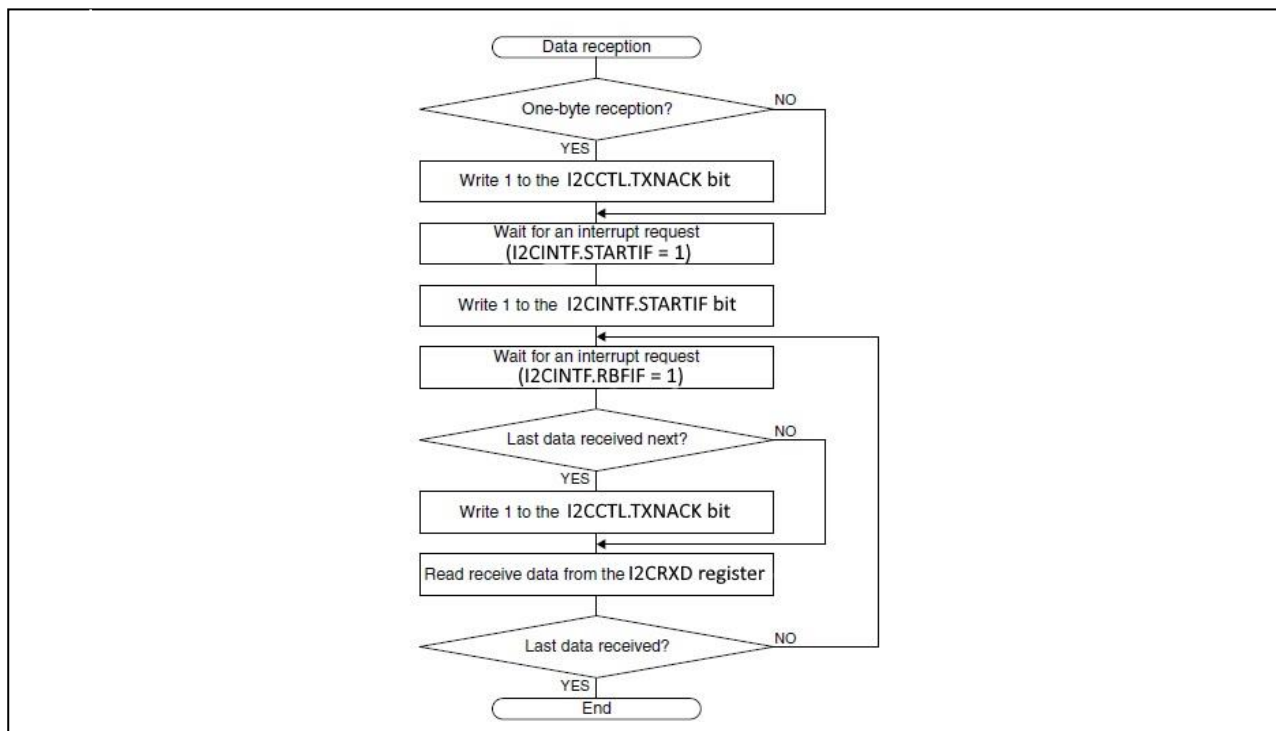 Data reception
One-byte reception?
NO
YES
Write 1 to the I2CCTL.TXNACK bit
Wait for an interrupt request
(I2CINTF.STARTIF = 1)
Write 1 to the I2CINTF.STARTIF bit
Wait for an interrupt request
(I2CINTF.RBFIF = 1)
Last data received next?
NO
YES
Write 1 to the I2CCTL.TXNACK bit
Read receive data from the I2CRXD register
Last data received?
NO
YES
End